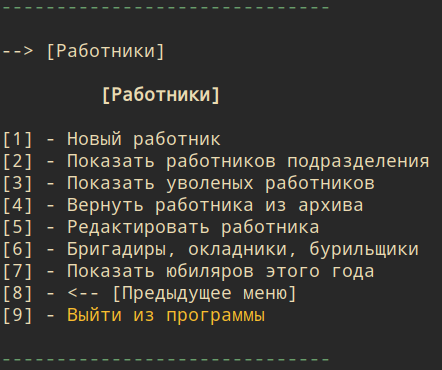 ------------------------------
--> [Работники]
[Работники]
[1] - Новый работник
[2] - Показать работников подразделения
[3] - Показать уволеных работников
[4] - Вернуть работника из архива
[5] - Редактировать работника
[6] - Бригадиры, окладники, бурильщики
[7] - Показать юбиляров этого года
[8] - <-- [Предыдущее меню]
[9] - Выйти из программы
------------------------------